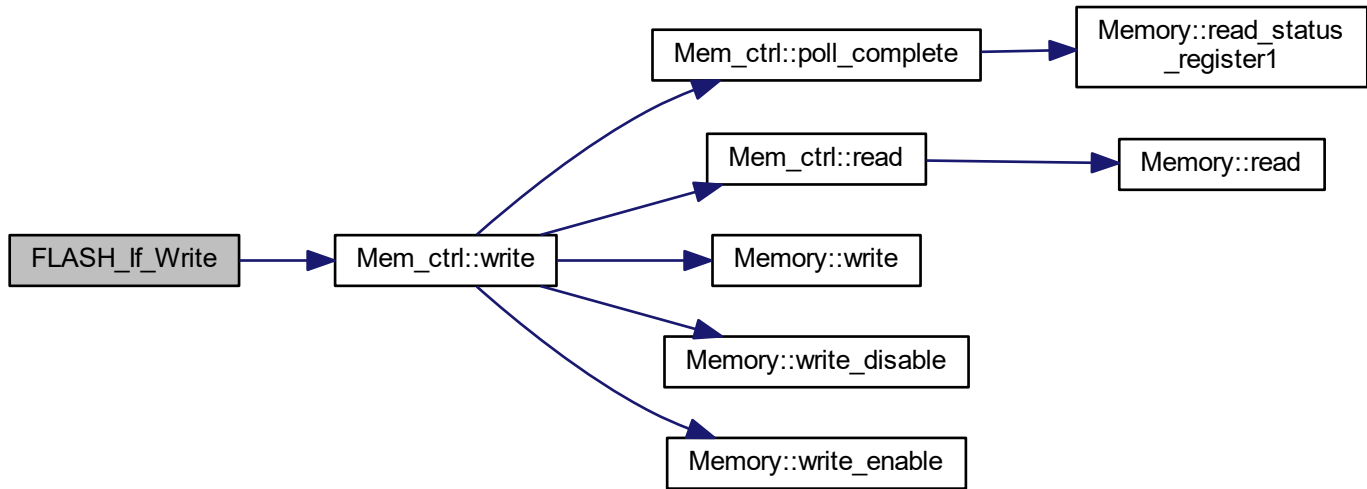 FLASH_If_Write
Mem_ctrl::write
Mem_ctrl::poll_complete
Memory::read_status
_register1
Mem_ctrl::read
Memory::read
Memory::write
Memory::write_disable
Memory::write_enable